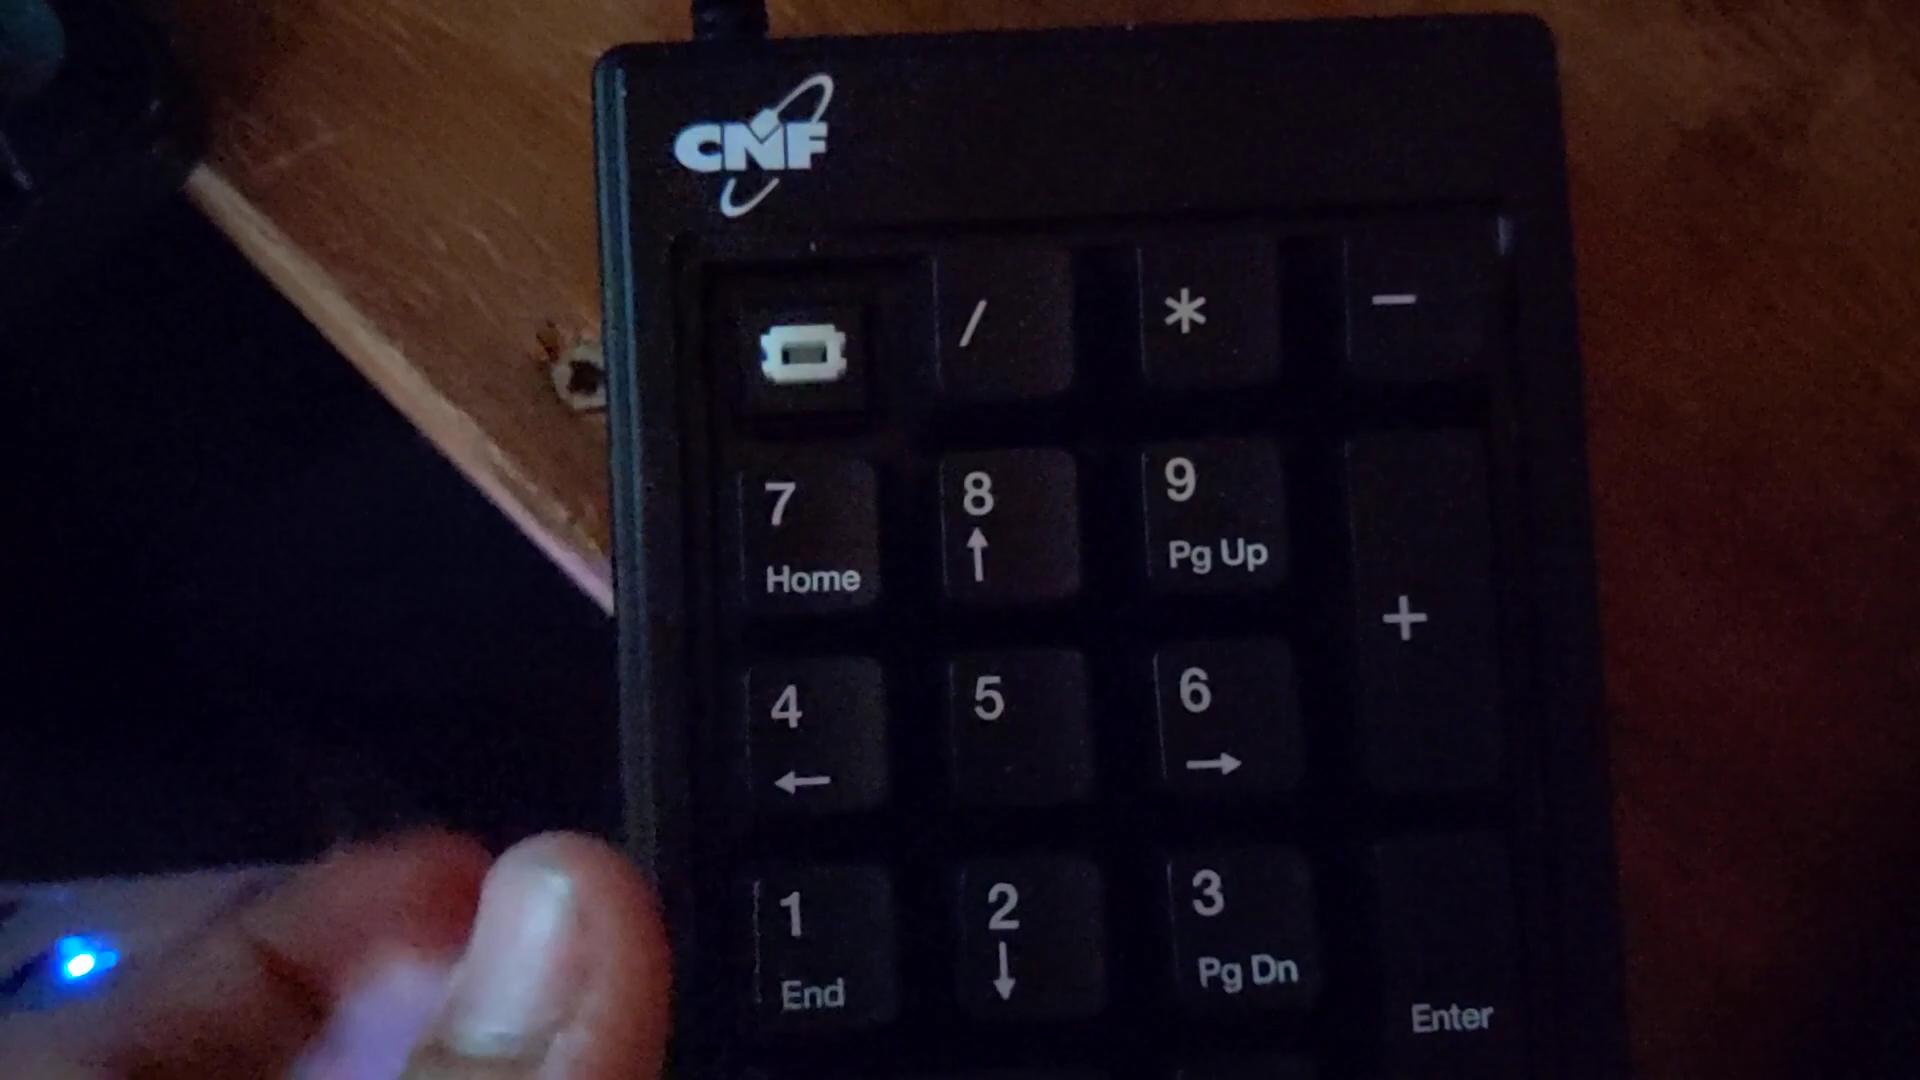 CNF
/ * −
7 8 9
Home ↑ Pg Up
+
4 5 6
← →
1 2 3
End ↓ Pg Dn
Enter